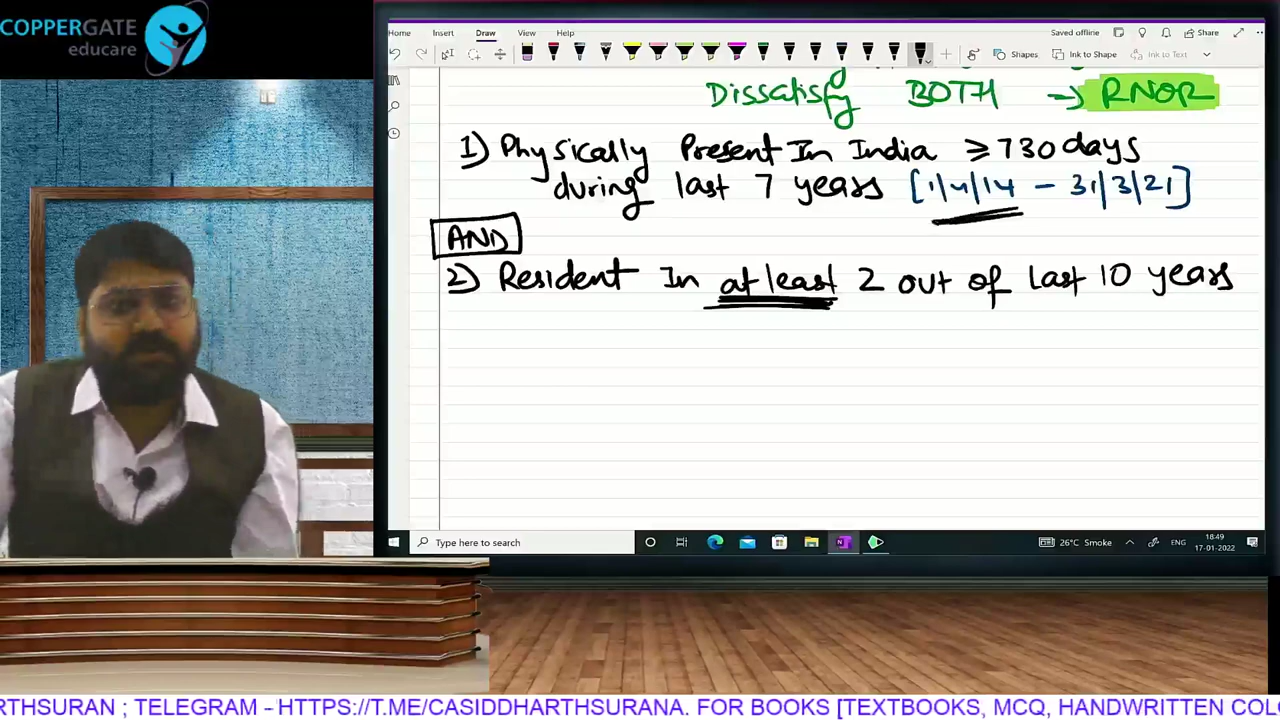 COPPERGATE
educare
Home Insert Draw View Help
Saved offline
Share
Shapes
Ink to Shape
Ink to Text
Dissatisfy BOTH → RNOR
1) Physically Present In India ⩾ 730 days
during last 7 years [1/4/14 - 31/3/21]
AND
2) Resident In at least 2 out of last 10 years
Type here to search
26°C Smoke
ENG
18:49
17-01-2022
RTHSURAN ; TELEGRAM - HTTPS://T.ME/CASIDDHARTHSURANA. FOR BOOKS [TEXTBOOKS, MCQ, HANDWRITTEN COLO